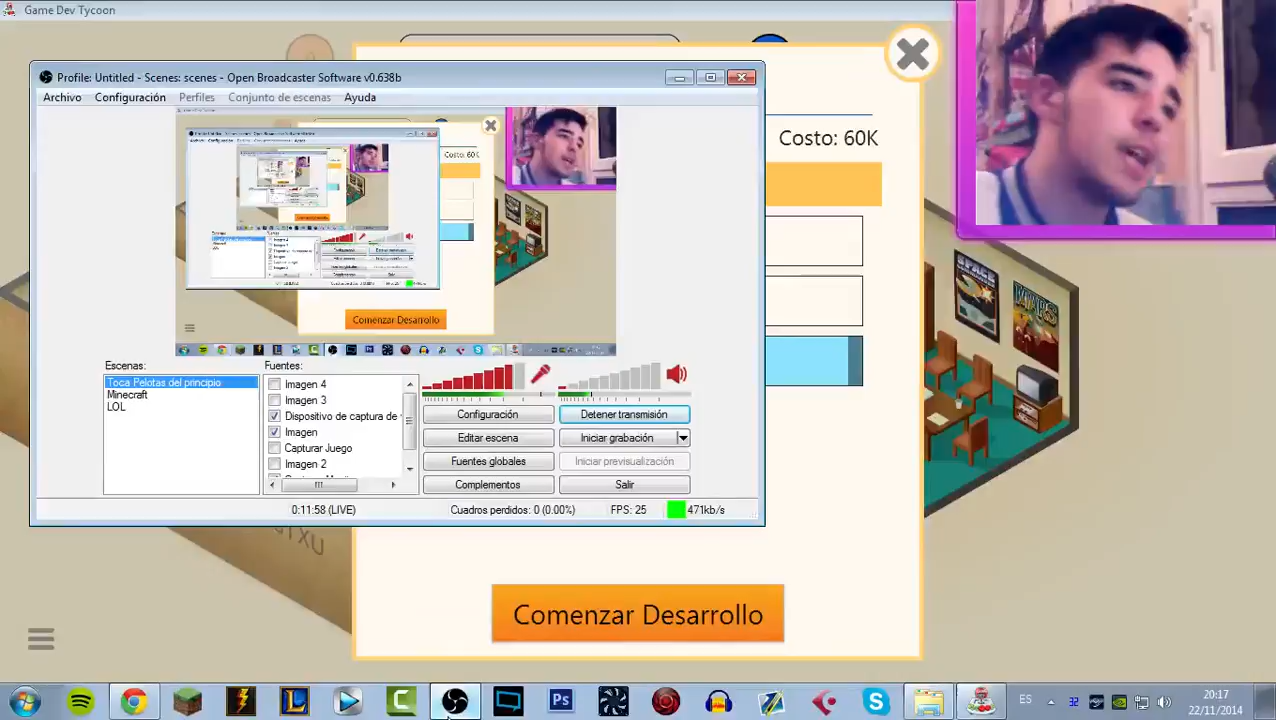 Game Dev Tycoon
Profile: Untitled - Scenes: scenes - Open Broadcaster Software v0.638b
Archivo Configuración Perfiles Conjunto de escenas Ayuda
Costo: 60K
Costo: 60K
Comenzar Desarrollo
SPACE
Escenas:
Toca Pelotas del principio
Minecraft
LOL
Fuentes:
Imagen 4
Imagen 3
Dispositivo de captura de
Imagen
Capturar Juego
Imagen 2
Configuración
Detener transmisión
Editar escena
Iniciar grabación
Fuentes globales
Iniciar previsualización
Complementos
Salir
0:11:58 (LIVE)
Cuadros perdidos: 0 (0.00%)
FPS: 25
471kb/s
Comenzar Desarrollo
Ps
ES
20:17
22/11/2014